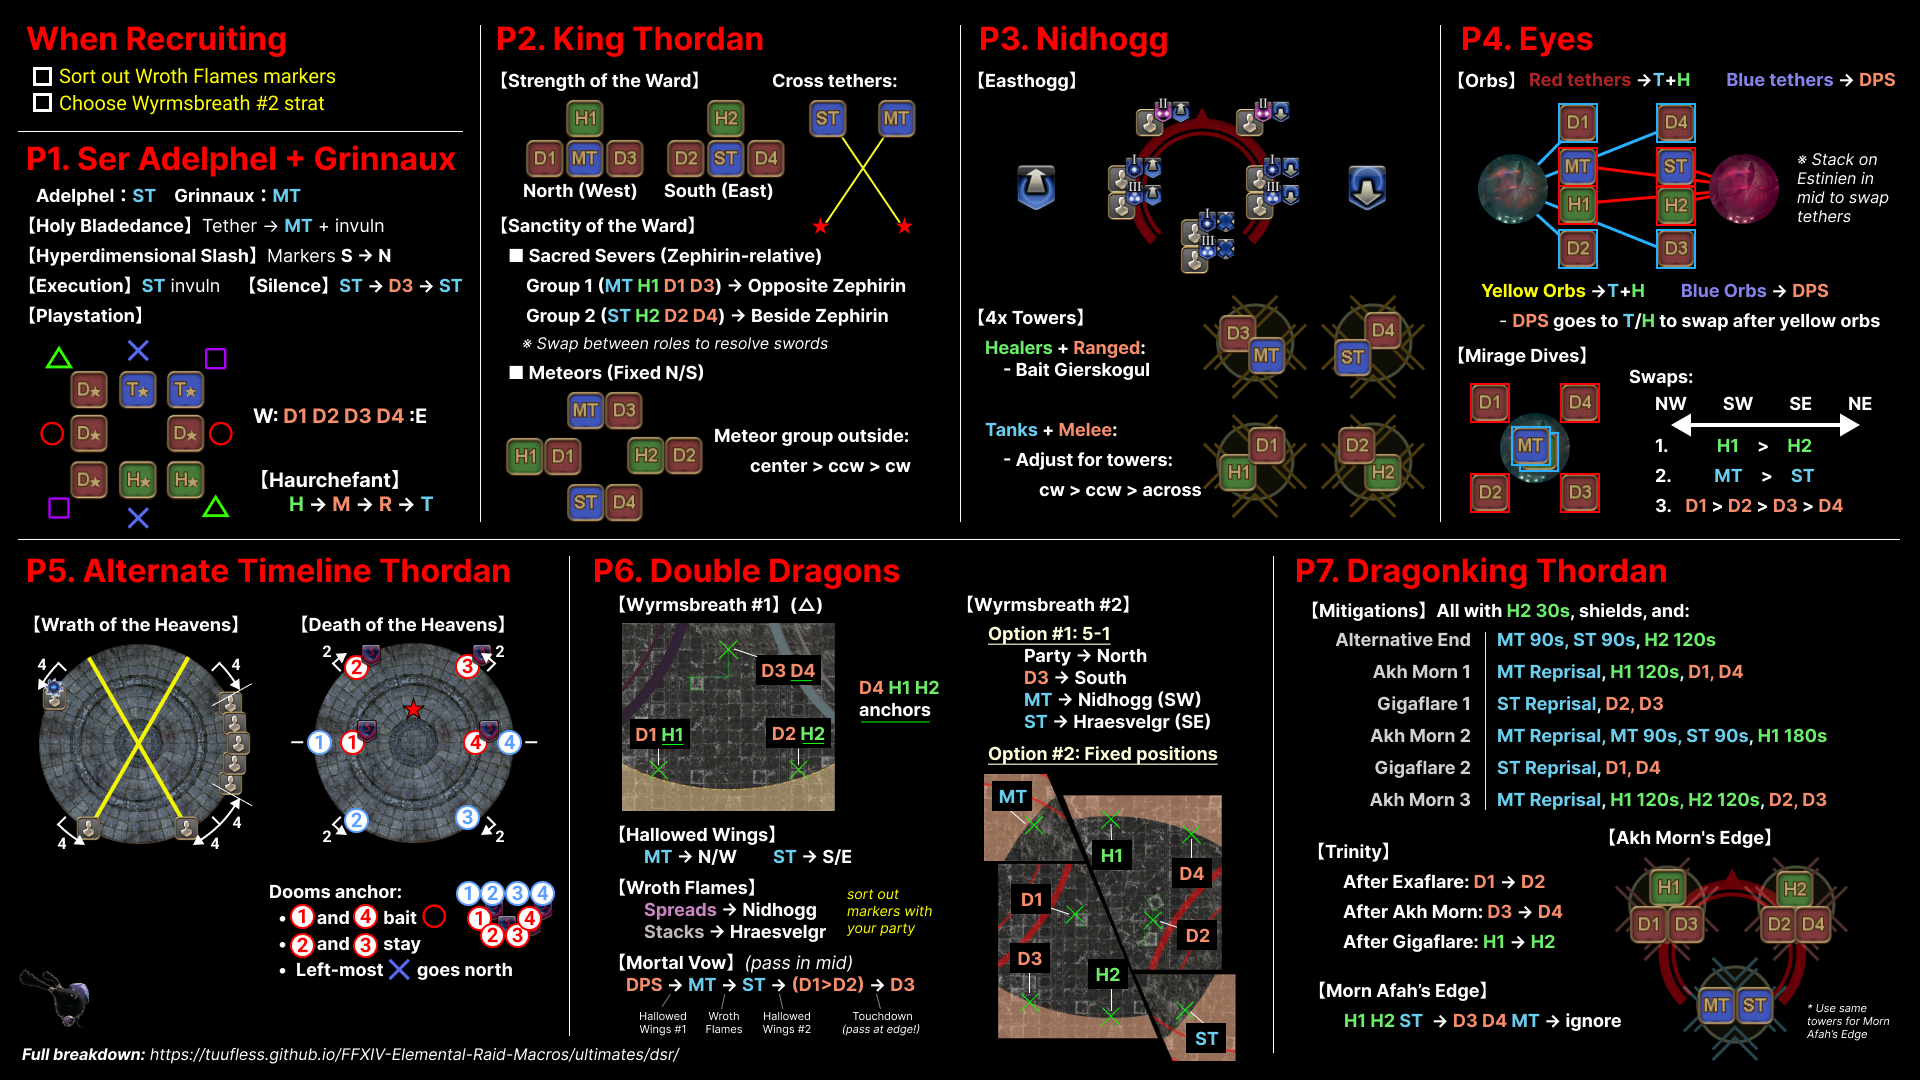 When Recruiting
Sort out Wroth Flames markers
Choose Wyrmsbreath #2 strat
P1. Ser Adelphel + Grinnaux
Adelphel : ST Grinnaux : MT
【Holy Bladedance】Tether → MT + invuln
【Hyperdimensional Slash】Markers S → N
【Execution】ST invuln 【Silence】ST → D3 → ST
【Playstation】
D★ T★ T★
D★ D★
D★ H★ H★
W: D1 D2 D3 D4 :E
【Haurchefant】
H → M → R → T
P2. King Thordan
【Strength of the Ward】 Cross tethers:
H1 H2 ST MT
D1 MT D3 D2 ST D4
North (West) South (East)
【Sanctity of the Ward】
■ Sacred Severs (Zephirin-relative)
Group 1 (MT H1 D1 D3) → Opposite Zephirin
Group 2 (ST H2 D2 D4) → Beside Zephirin
※ Swap between roles to resolve swords
■ Meteors (Fixed N/S)
MT D3
H1 D1 H2 D2
ST D4
Meteor group outside:
center > ccw > cw
P3. Nidhogg
【Easthogg】
II II
I I
III III
I
III
【4x Towers】
Healers + Ranged:
- Bait Gierskogul
D3 MT D4 ST
Tanks + Melee:
- Adjust for towers:
cw > ccw > across
D1 H1 D2 H2
P4. Eyes
【Orbs】 Red tethers →T+H Blue tethers → DPS
D1 D4
MT ST
H1 H2
D2 D3
※ Stack on
Estinien in
mid to swap
tethers
Yellow Orbs →T+H Blue Orbs → DPS
- DPS goes to T/H to swap after yellow orbs
【Mirage Dives】
D1 D4
MT
D2 D3
Swaps:
NW SW SE NE
1. H1 > H2
2. MT > ST
3. D1 > D2 > D3 > D4
P5. Alternate Timeline Thordan
【Wrath of the Heavens】
4 4
4 4
【Death of the Heavens】
2 2 3 2
1 1 4 4
2 2 3 2
Dooms anchor:
• 1 and 4 bait
• 2 and 3 stay
• Left-most goes north
1 2 3 4
1 4
2 3
P6. Double Dragons
【Wyrmsbreath #1】(△)
D3 D4
D1 H1 D2 H2
D4 H1 H2
anchors
【Hallowed Wings】
MT → N/W ST → S/E
【Wroth Flames】
Spreads → Nidhogg
Stacks → Hraesvelgr
sort out
markers with
your party
【Mortal Vow】(pass in mid)
DPS → MT → ST → (D1>D2) → D3
Hallowed Wings #1
Wroth Flames
Hallowed Wings #2
Touchdown (pass at edge!)
【Wyrmsbreath #2】
Option #1: 5-1
Party → North
D3 → South
MT → Nidhogg (SW)
ST → Hraesvelgr (SE)
Option #2: Fixed positions
MT
H1
D4
D1
D2
D3
H2
ST
P7. Dragonking Thordan
【Mitigations】All with H2 30s, shields, and:
Alternative End MT 90s, ST 90s, H2 120s
Akh Morn 1 MT Reprisal, H1 120s, D1, D4
Gigaflare 1 ST Reprisal, D2, D3
Akh Morn 2 MT Reprisal, MT 90s, ST 90s, H1 180s
Gigaflare 2 ST Reprisal, D1, D4
Akh Morn 3 MT Reprisal, H1 120s, H2 120s, D2, D3
【Trinity】
After Exaflare: D1 → D2
After Akh Morn: D3 → D4
After Gigaflare: H1 → H2
【Morn Afah's Edge】
H1 H2 ST → D3 D4 MT → ignore
【Akh Morn's Edge】
H1 H2
D1 D3 D2 D4
MT ST
* Use same
towers for Morn
Afah's Edge
Full breakdown: https://tuufless.github.io/FFXIV-Elemental-Raid-Macros/ultimates/dsr/